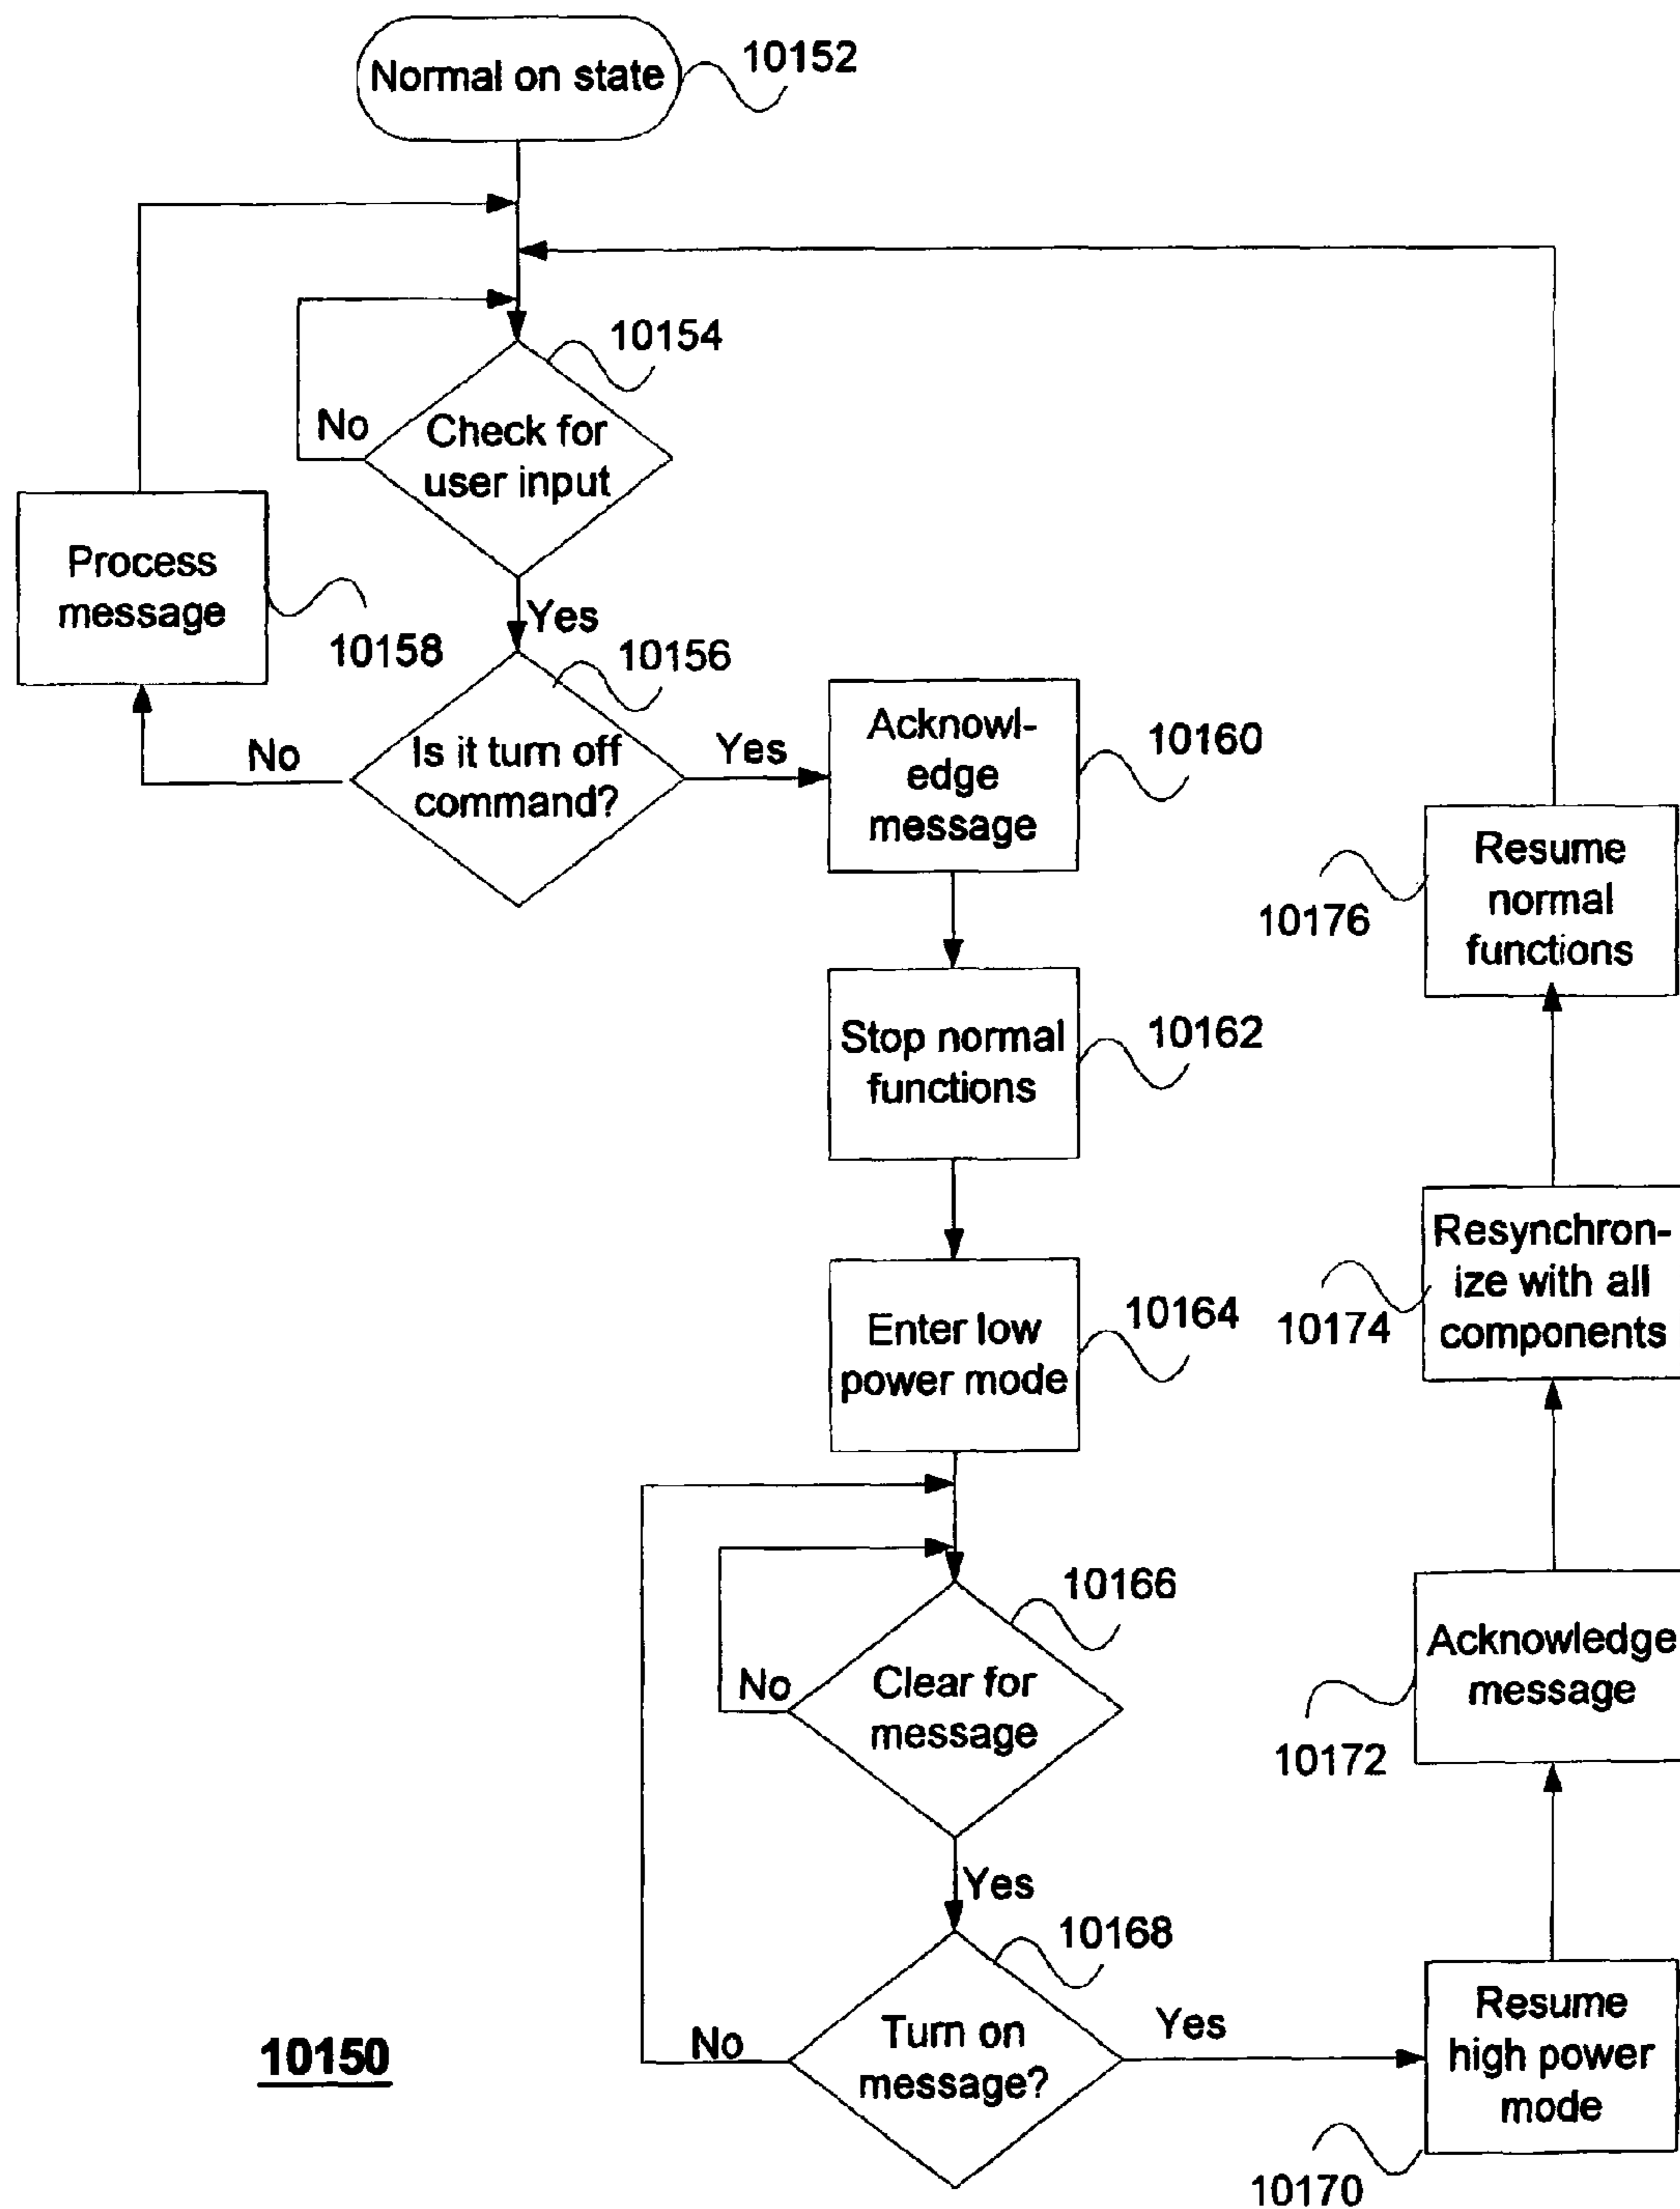 Normal on state
10152
10154
No
Check for
user input
Process
message
10158
Yes
10156
Is it turn off
command?
No
Yes
Acknowl-
edge
message
10160
Resume
normal
functions
10176
Stop normal
functions
10162
Resynchron-
ize with all
components
10174
Enter low
power mode
10164
10166
No
Clear for
message
Acknowledge
message
10172
Yes
10168
Turn on
message?
No
Yes
Resume
high power
mode
10170
10150